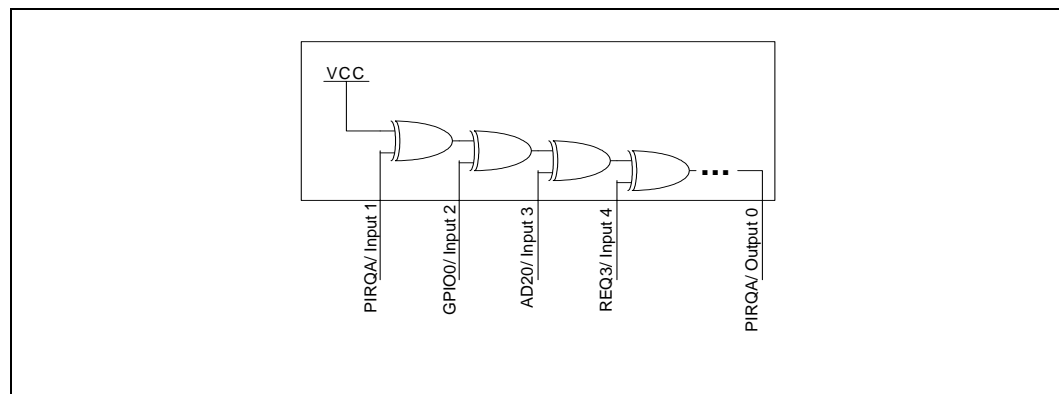 VCC
PIRQA/ Input 1
GPIO0/ Input 2
AD20/ Input 3
REQ3/ Input 4
PIRQA/ Output 0